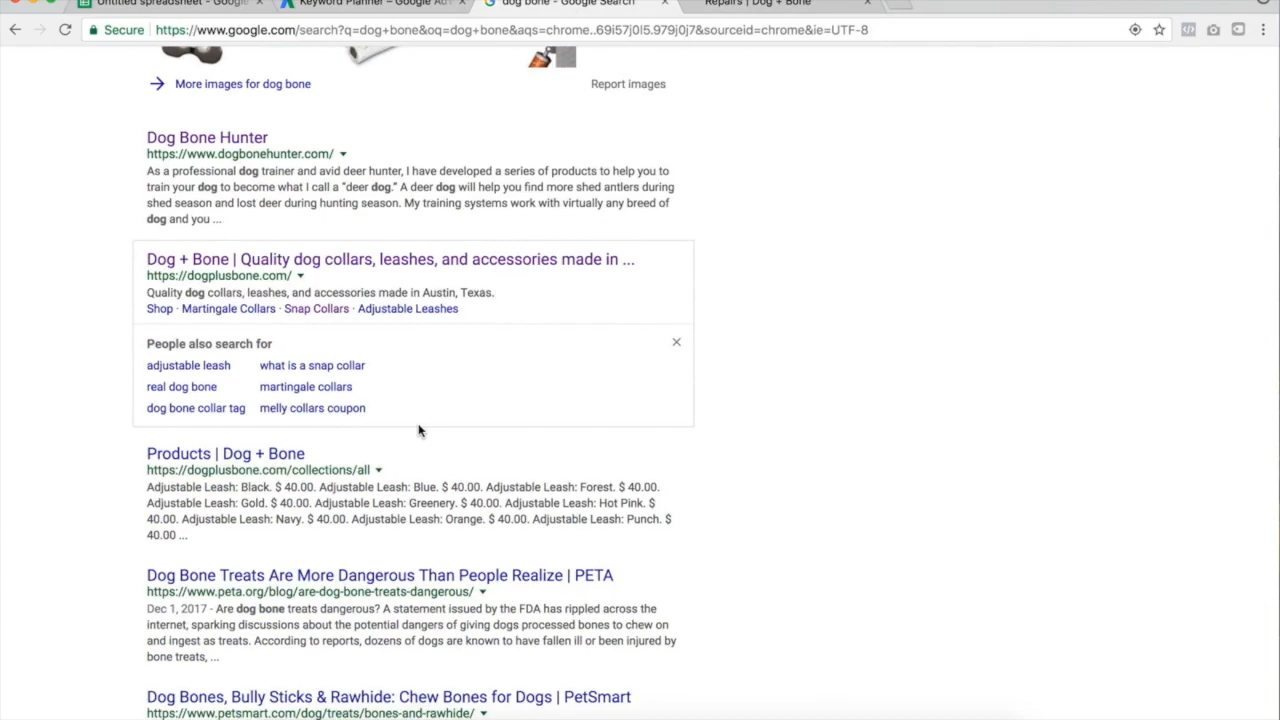 Untitled spreadsheet - Google
Keyword Planner – Google Ad
dog bone - Google Search
Repairs | Dog + Bone
Secure
https://www.google.com/search?q=dog+bone&oq=dog+bone&aqs=chrome..69i57j0l5.979j0j7&sourceid=chrome&ie=UTF-8
More images for dog bone
Report images
Dog Bone Hunter
https://www.dogbonehunter.com/
As a professional dog trainer and avid deer hunter, I have developed a series of products to help you to
train your dog to become what I call a "deer dog." A deer dog will help you find more shed antlers during
shed season and lost deer during hunting season. My training systems work with virtually any breed of
dog and you ...
Dog + Bone | Quality dog collars, leashes, and accessories made in ...
https://dogplusbone.com/
Quality dog collars, leashes, and accessories made in Austin, Texas.
Shop · Martingale Collars · Snap Collars · Adjustable Leashes
People also search for
adjustable leash what is a snap collar
real dog bone martingale collars
dog bone collar tag melly collars coupon
Products | Dog + Bone
https://dogplusbone.com/collections/all
Adjustable Leash: Black. $ 40.00. Adjustable Leash: Blue. $ 40.00. Adjustable Leash: Forest. $ 40.00.
Adjustable Leash: Gold. $ 40.00. Adjustable Leash: Greenery. $ 40.00. Adjustable Leash: Hot Pink. $
40.00. Adjustable Leash: Navy. $ 40.00. Adjustable Leash: Orange. $ 40.00. Adjustable Leash: Punch. $
40.00 ...
Dog Bone Treats Are More Dangerous Than People Realize | PETA
https://www.peta.org/blog/are-dog-bone-treats-dangerous/
Dec 1, 2017 - Are dog bone treats dangerous? A statement issued by the FDA has rippled across the
internet, sparking discussions about the potential dangers of giving dogs processed bones to chew on
and ingest as treats. According to reports, dozens of dogs are known to have fallen ill or been injured by
bone treats, ...
Dog Bones, Bully Sticks & Rawhide: Chew Bones for Dogs | PetSmart
https://www.petsmart.com/dog/treats/bones-and-rawhide/